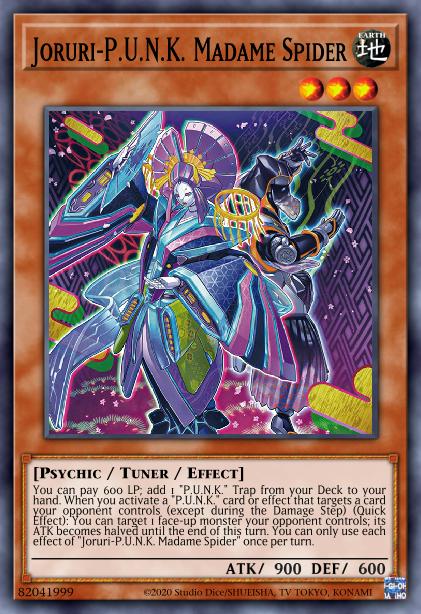 Joruri-P.U.N.K. Madame Spider
EARTH
地
[Psychic / Tuner / Effect]
You can pay 600 LP; add 1 "P.U.N.K." Trap from your Deck to your
hand. When you activate a "P.U.N.K." card or effect that targets a card
your opponent controls (except during the Damage Step) (Quick
Effect): You can target 1 face-up monster your opponent controls; its
ATK becomes halved until the end of this turn. You can only use each
effect of "Joruri-P.U.N.K. Madame Spider" once per turn.
ATK/ 900 DEF/ 600
82041999
©2020 Studio Dice/SHUEISHA, TV TOKYO, KONAMI